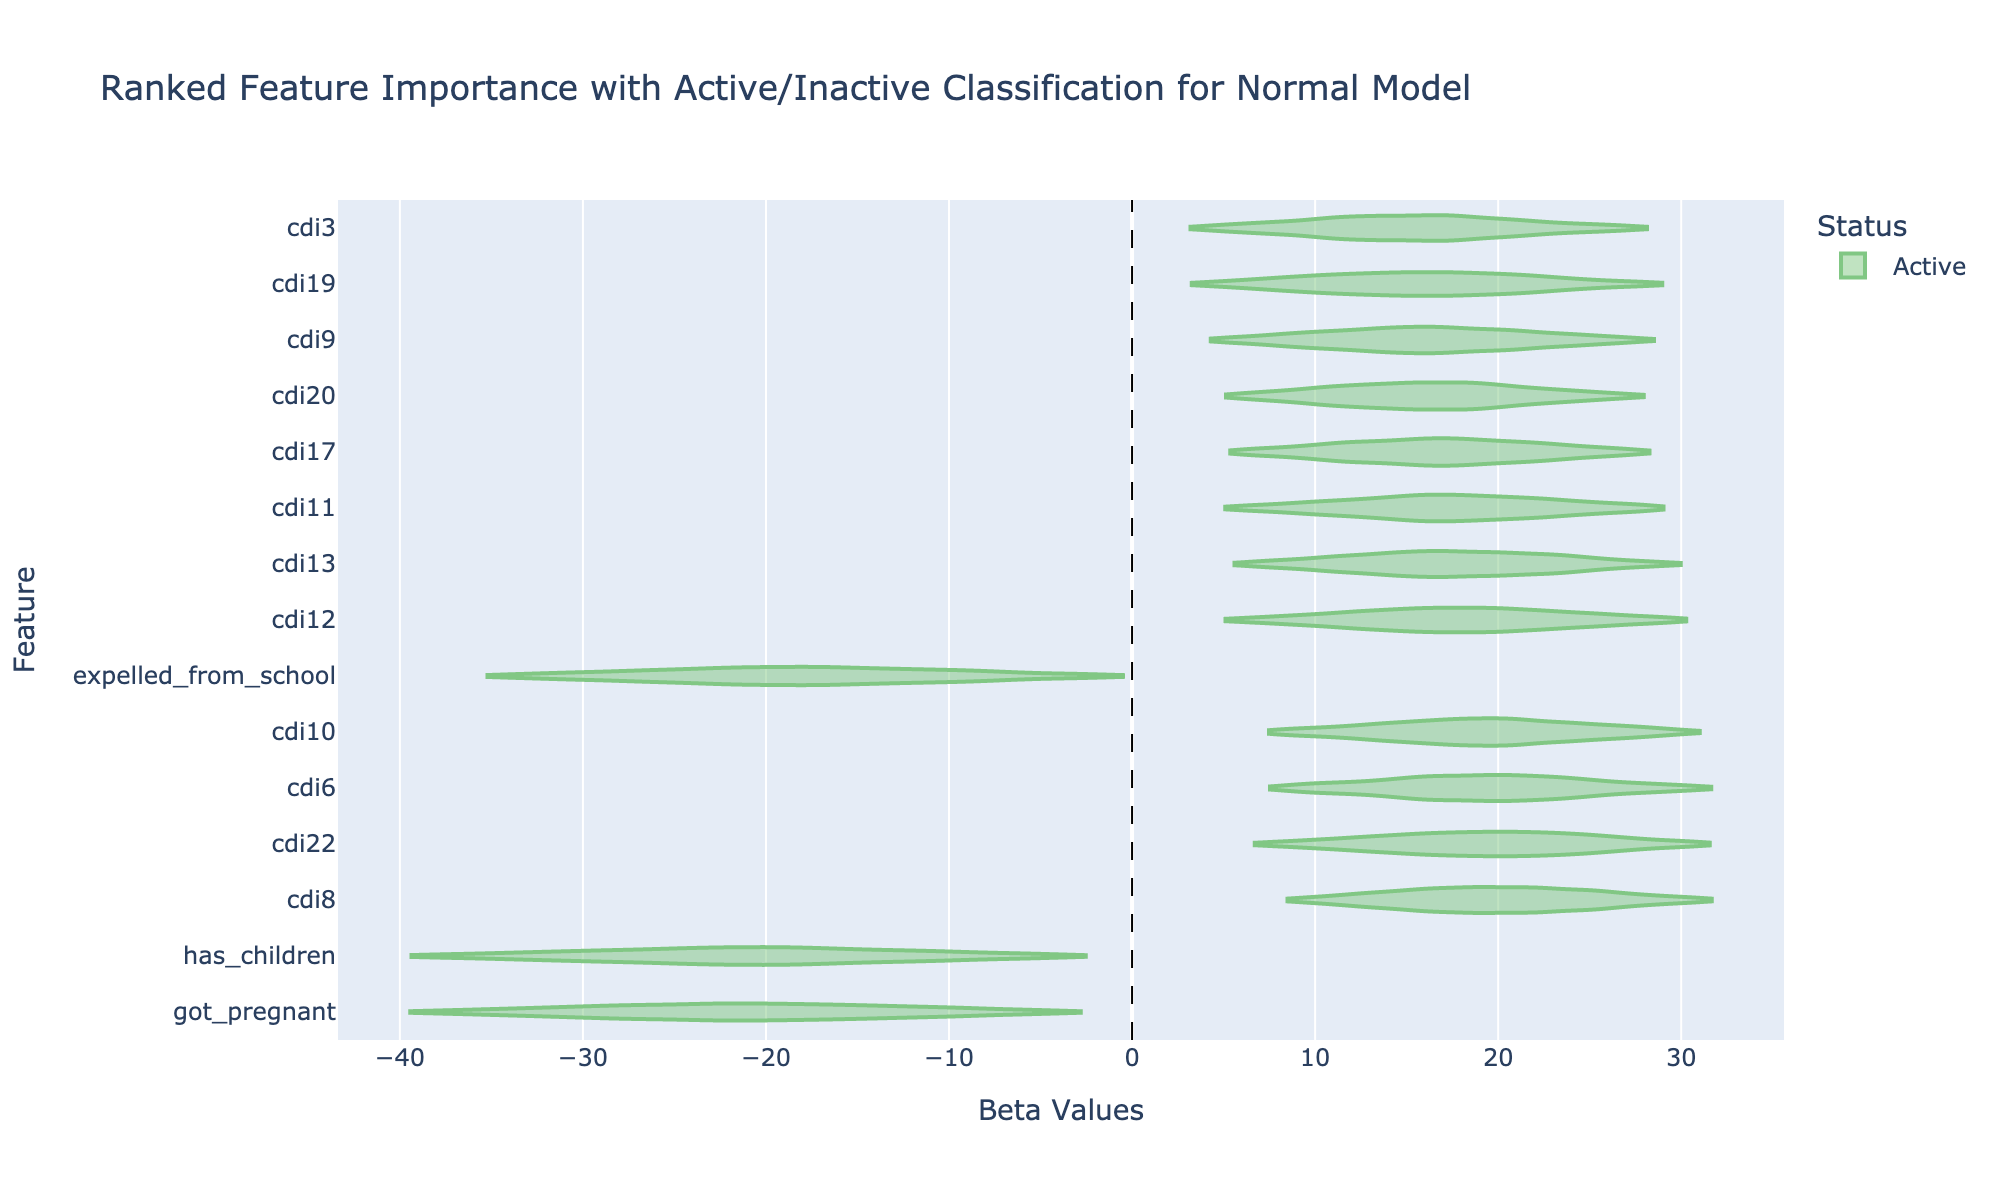 Ranked Feature Importance with Active/Inactive Classification for Normal Model
Status
Active
Feature
cdi3
cdi19
cdi9
cdi20
cdi17
cdi11
cdi13
cdi12
expelled_from_school
cdi10
cdi6
cdi22
cdi8
has_children
got_pregnant
−40 −30 −20 −10 0 10 20 30
Beta Values